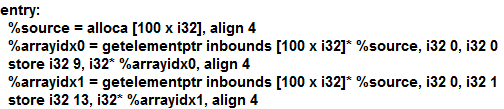 entry:
%source = alloca [100 x i32], align 4
%arrayidx0 = getelementptr inbounds [100 x i32]* %source, i32 0, i32 0
store i32 9, i32* %arrayidx0, align 4
%arrayidx1 = getelementptr inbounds [100 x i32]* %source, i32 0, i32 1
store i32 13, i32* %arrayidx1, align 4